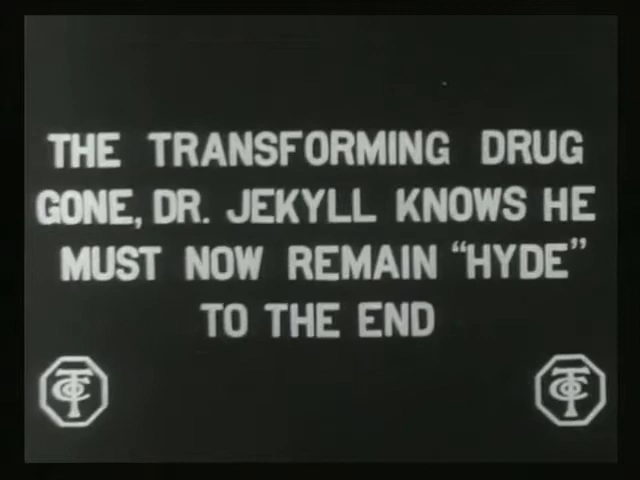 THE TRANSFORMING DRUG
GONE, DR. JEKYLL KNOWS HE
MUST NOW REMAIN “HYDE”
TO THE END